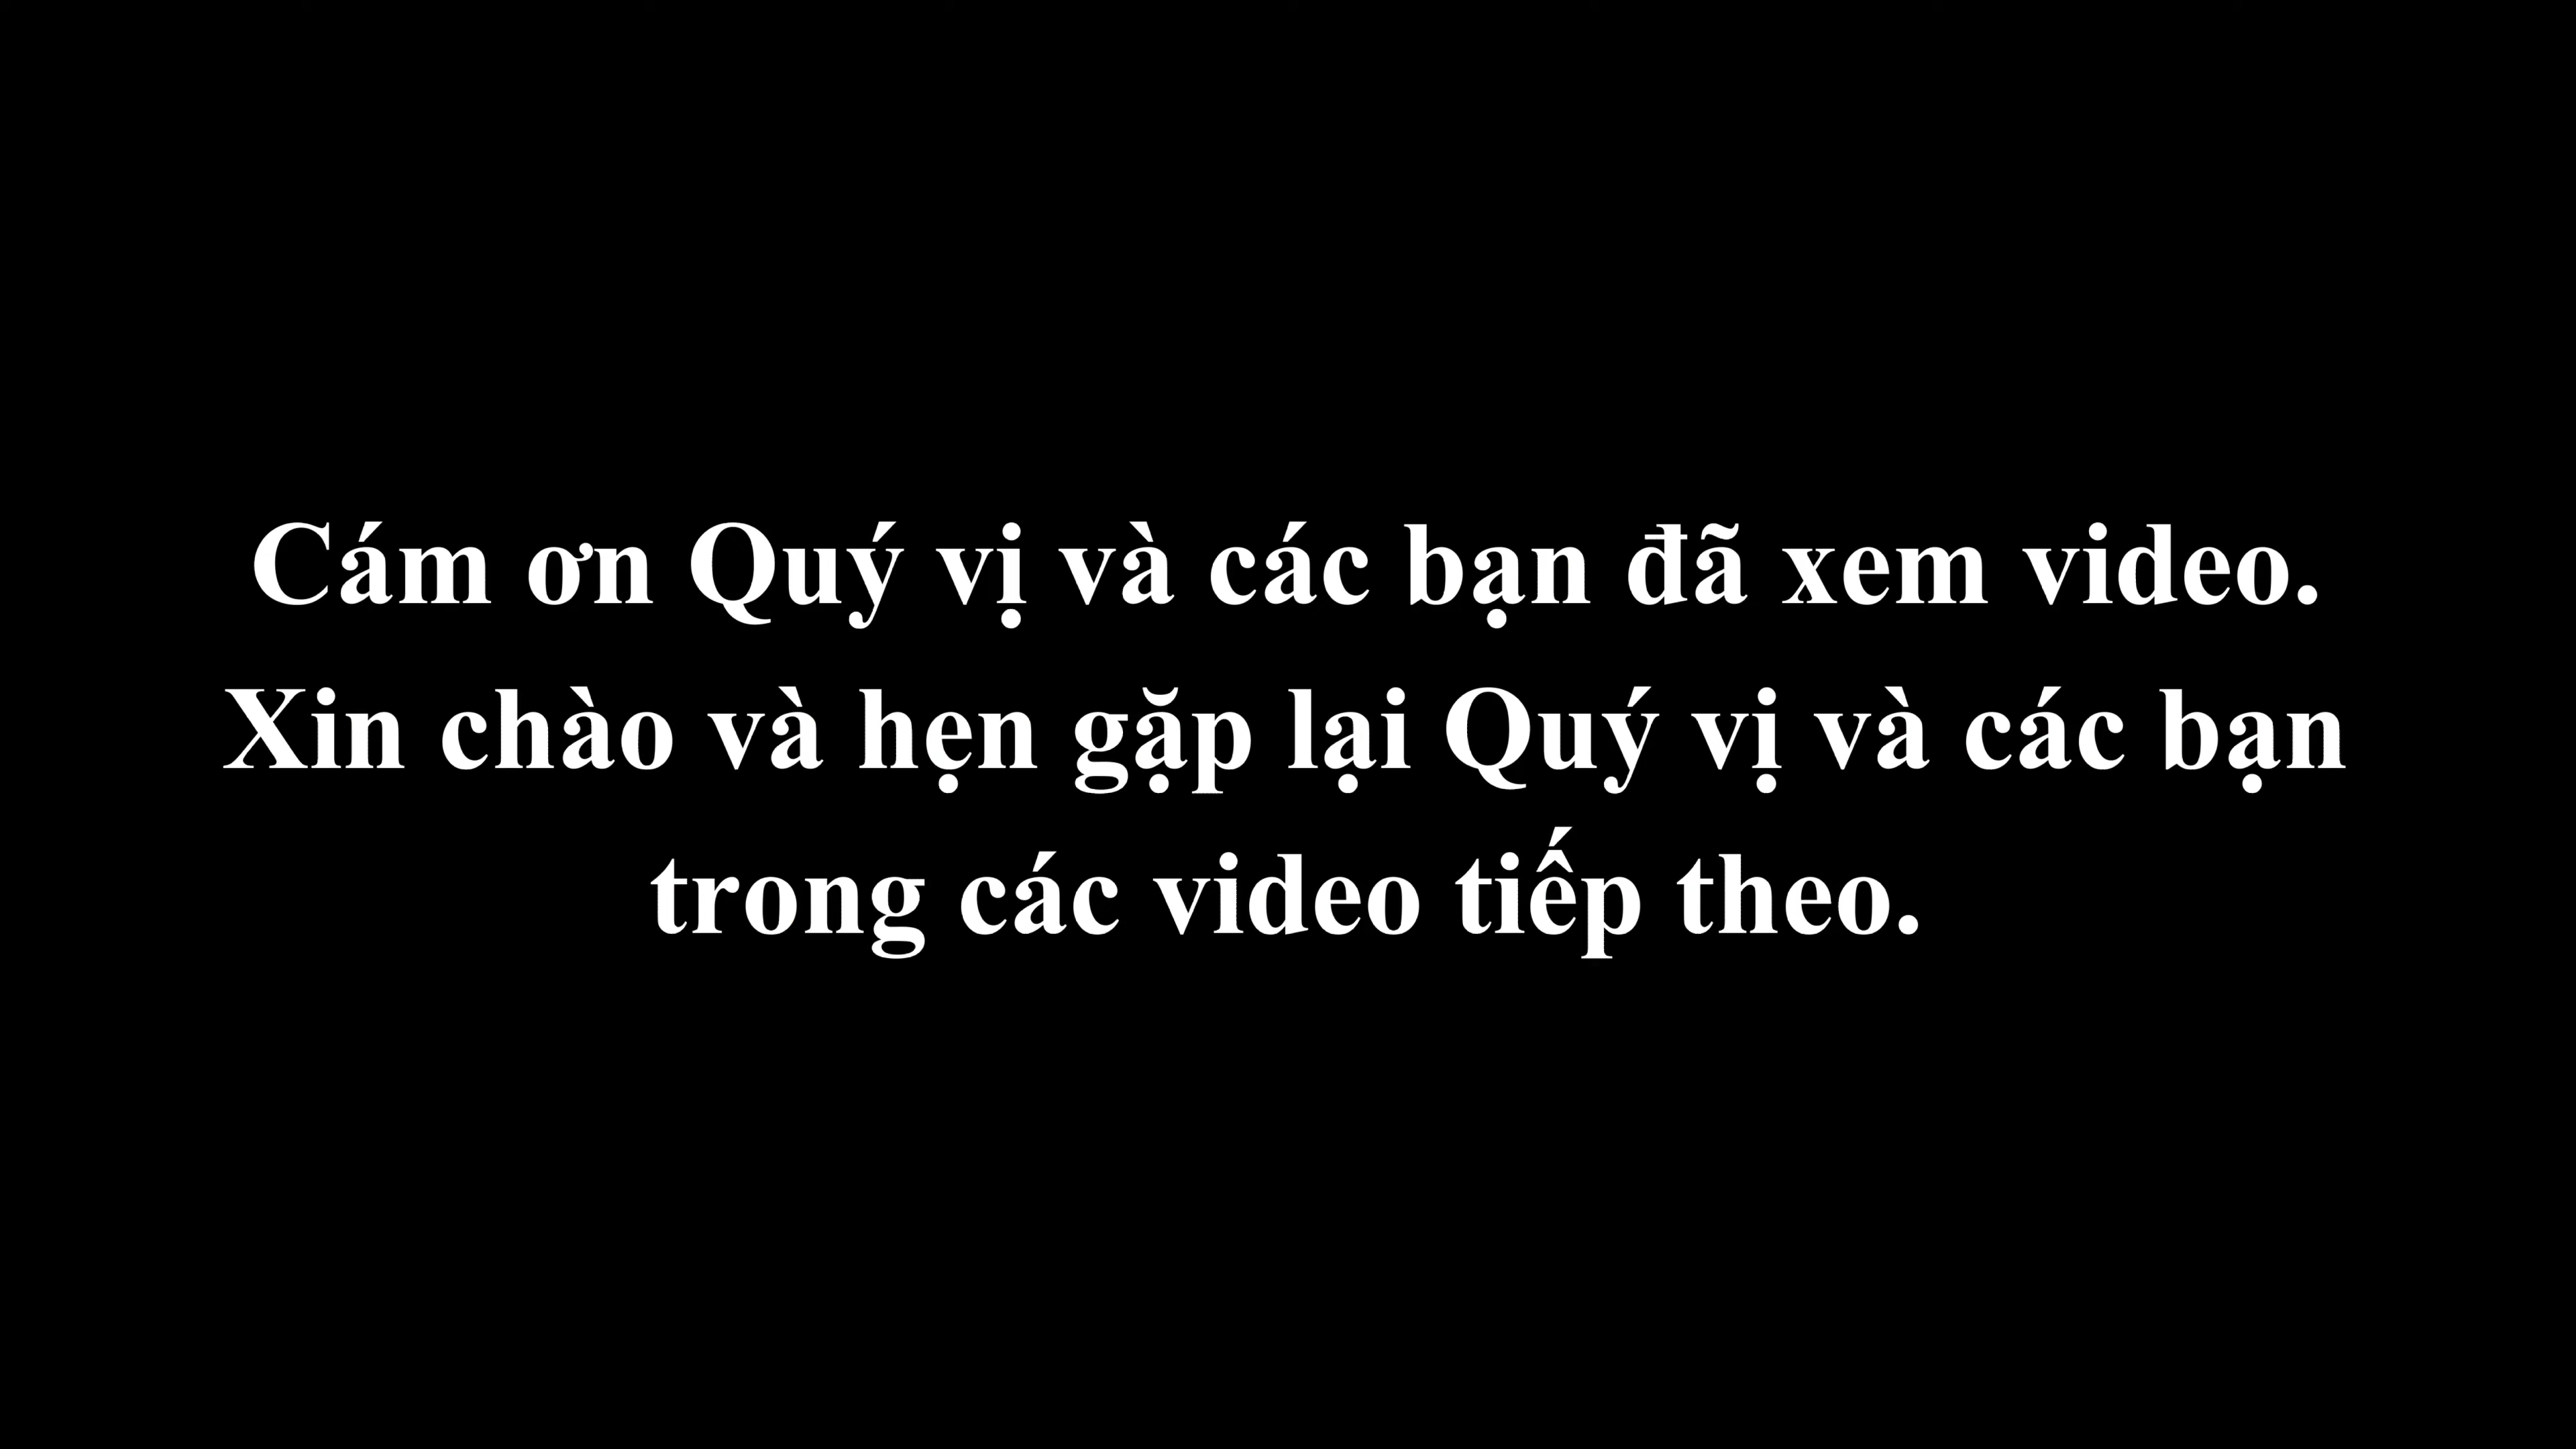 Cám ơn Quý vị và các bạn đã xem video.
Xin chào và hẹn gặp lại Quý vị và các bạn
trong các video tiếp theo.